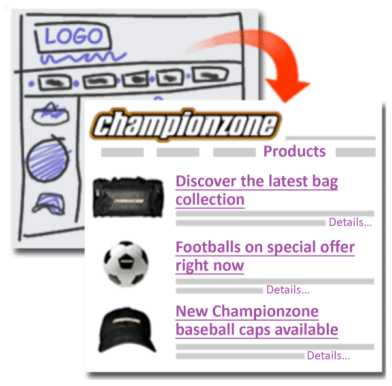 LOGO
championzone
Products
Discover the latest bag
collection
Details...
Footballs on special offer
right now
Details...
New Championzone
baseball caps available
Details...